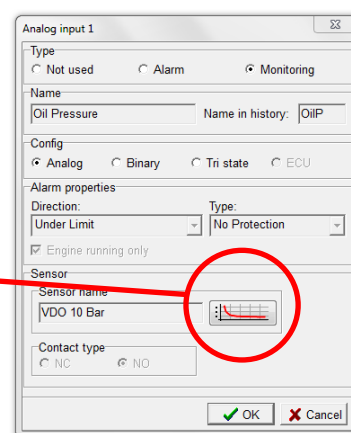 Analog input 1
Type
Not used Alarm Monitoring
Name
Oil Pressure Name in history: OilP
Config
Analog Binary Tri state ECU
Alarm properties
Direction: Type:
Under Limit No Protection
Engine running only
Sensor
Sensor name
VDO 10 Bar
Contact type
NC NO
OK Cancel